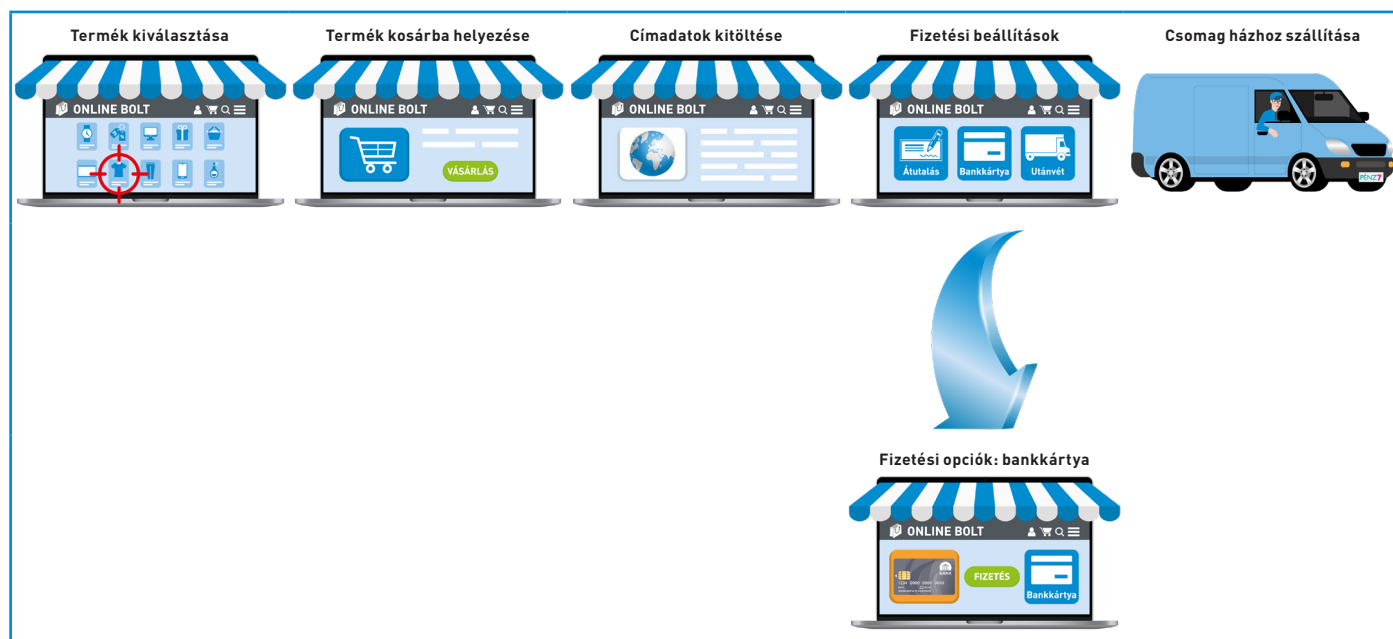 Termék kiválasztása
Termék kosárba helyezése
Címadatok kitöltése
Fizetési beállítások
Csomag házhoz szállítása
ONLINE BOLT
ONLINE BOLT
VÁSÁRLÁS
ONLINE BOLT
ONLINE BOLT
Átutalás
Bankkártya
Utánvét
PÉNZ7
Fizetési opciók: bankkártya
ONLINE BOLT
BANK
FIZETÉS
Bankkártya